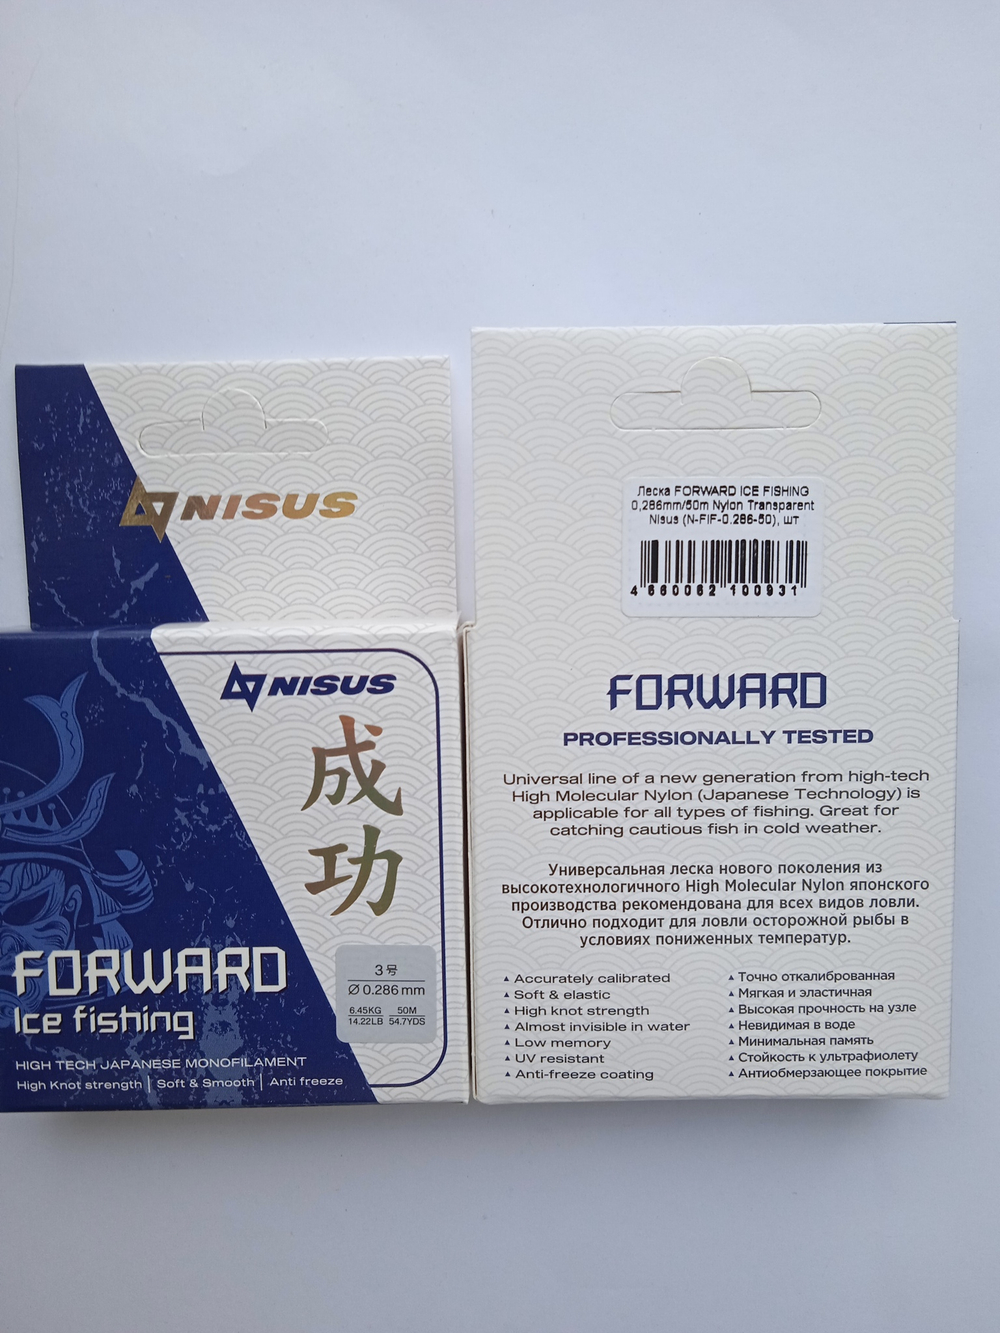 NISUS
NISUS
成
功
FORWARD
Ice fishing
3号
Ø 0.286 mm
6.45KG 50M
14.22LB 54.7YDS
HIGH TECH JAPANESE MONOFILAMENT
High Knot strength | Soft & Smooth | Anti freeze
Леска FORWARD ICE FISHING
0,286mm/50m Nylon Transparent
Nisus (N-FIF-0.286-50), шт
4 660062 100931
FORWARD
PROFESSIONALLY TESTED
Universal line of a new generation from high-tech
High Molecular Nylon (Japanese Technology) is
applicable for all types of fishing. Great for
catching cautious fish in cold weather.
Универсальная леска нового поколения из
высокотехнологичного High Molecular Nylon японского
производства рекомендована для всех видов ловли.
Отлично подходит для ловли осторожной рыбы в
условиях пониженных температур.
Accurately calibrated
Soft & elastic
High knot strength
Almost invisible in water
Low memory
UV resistant
Anti-freeze coating
Точно откалиброванная
Мягкая и эластичная
Высокая прочность на узле
Невидимая в воде
Минимальная память
Стойкость к ультрафиолету
Антиобмерзающее покрытие